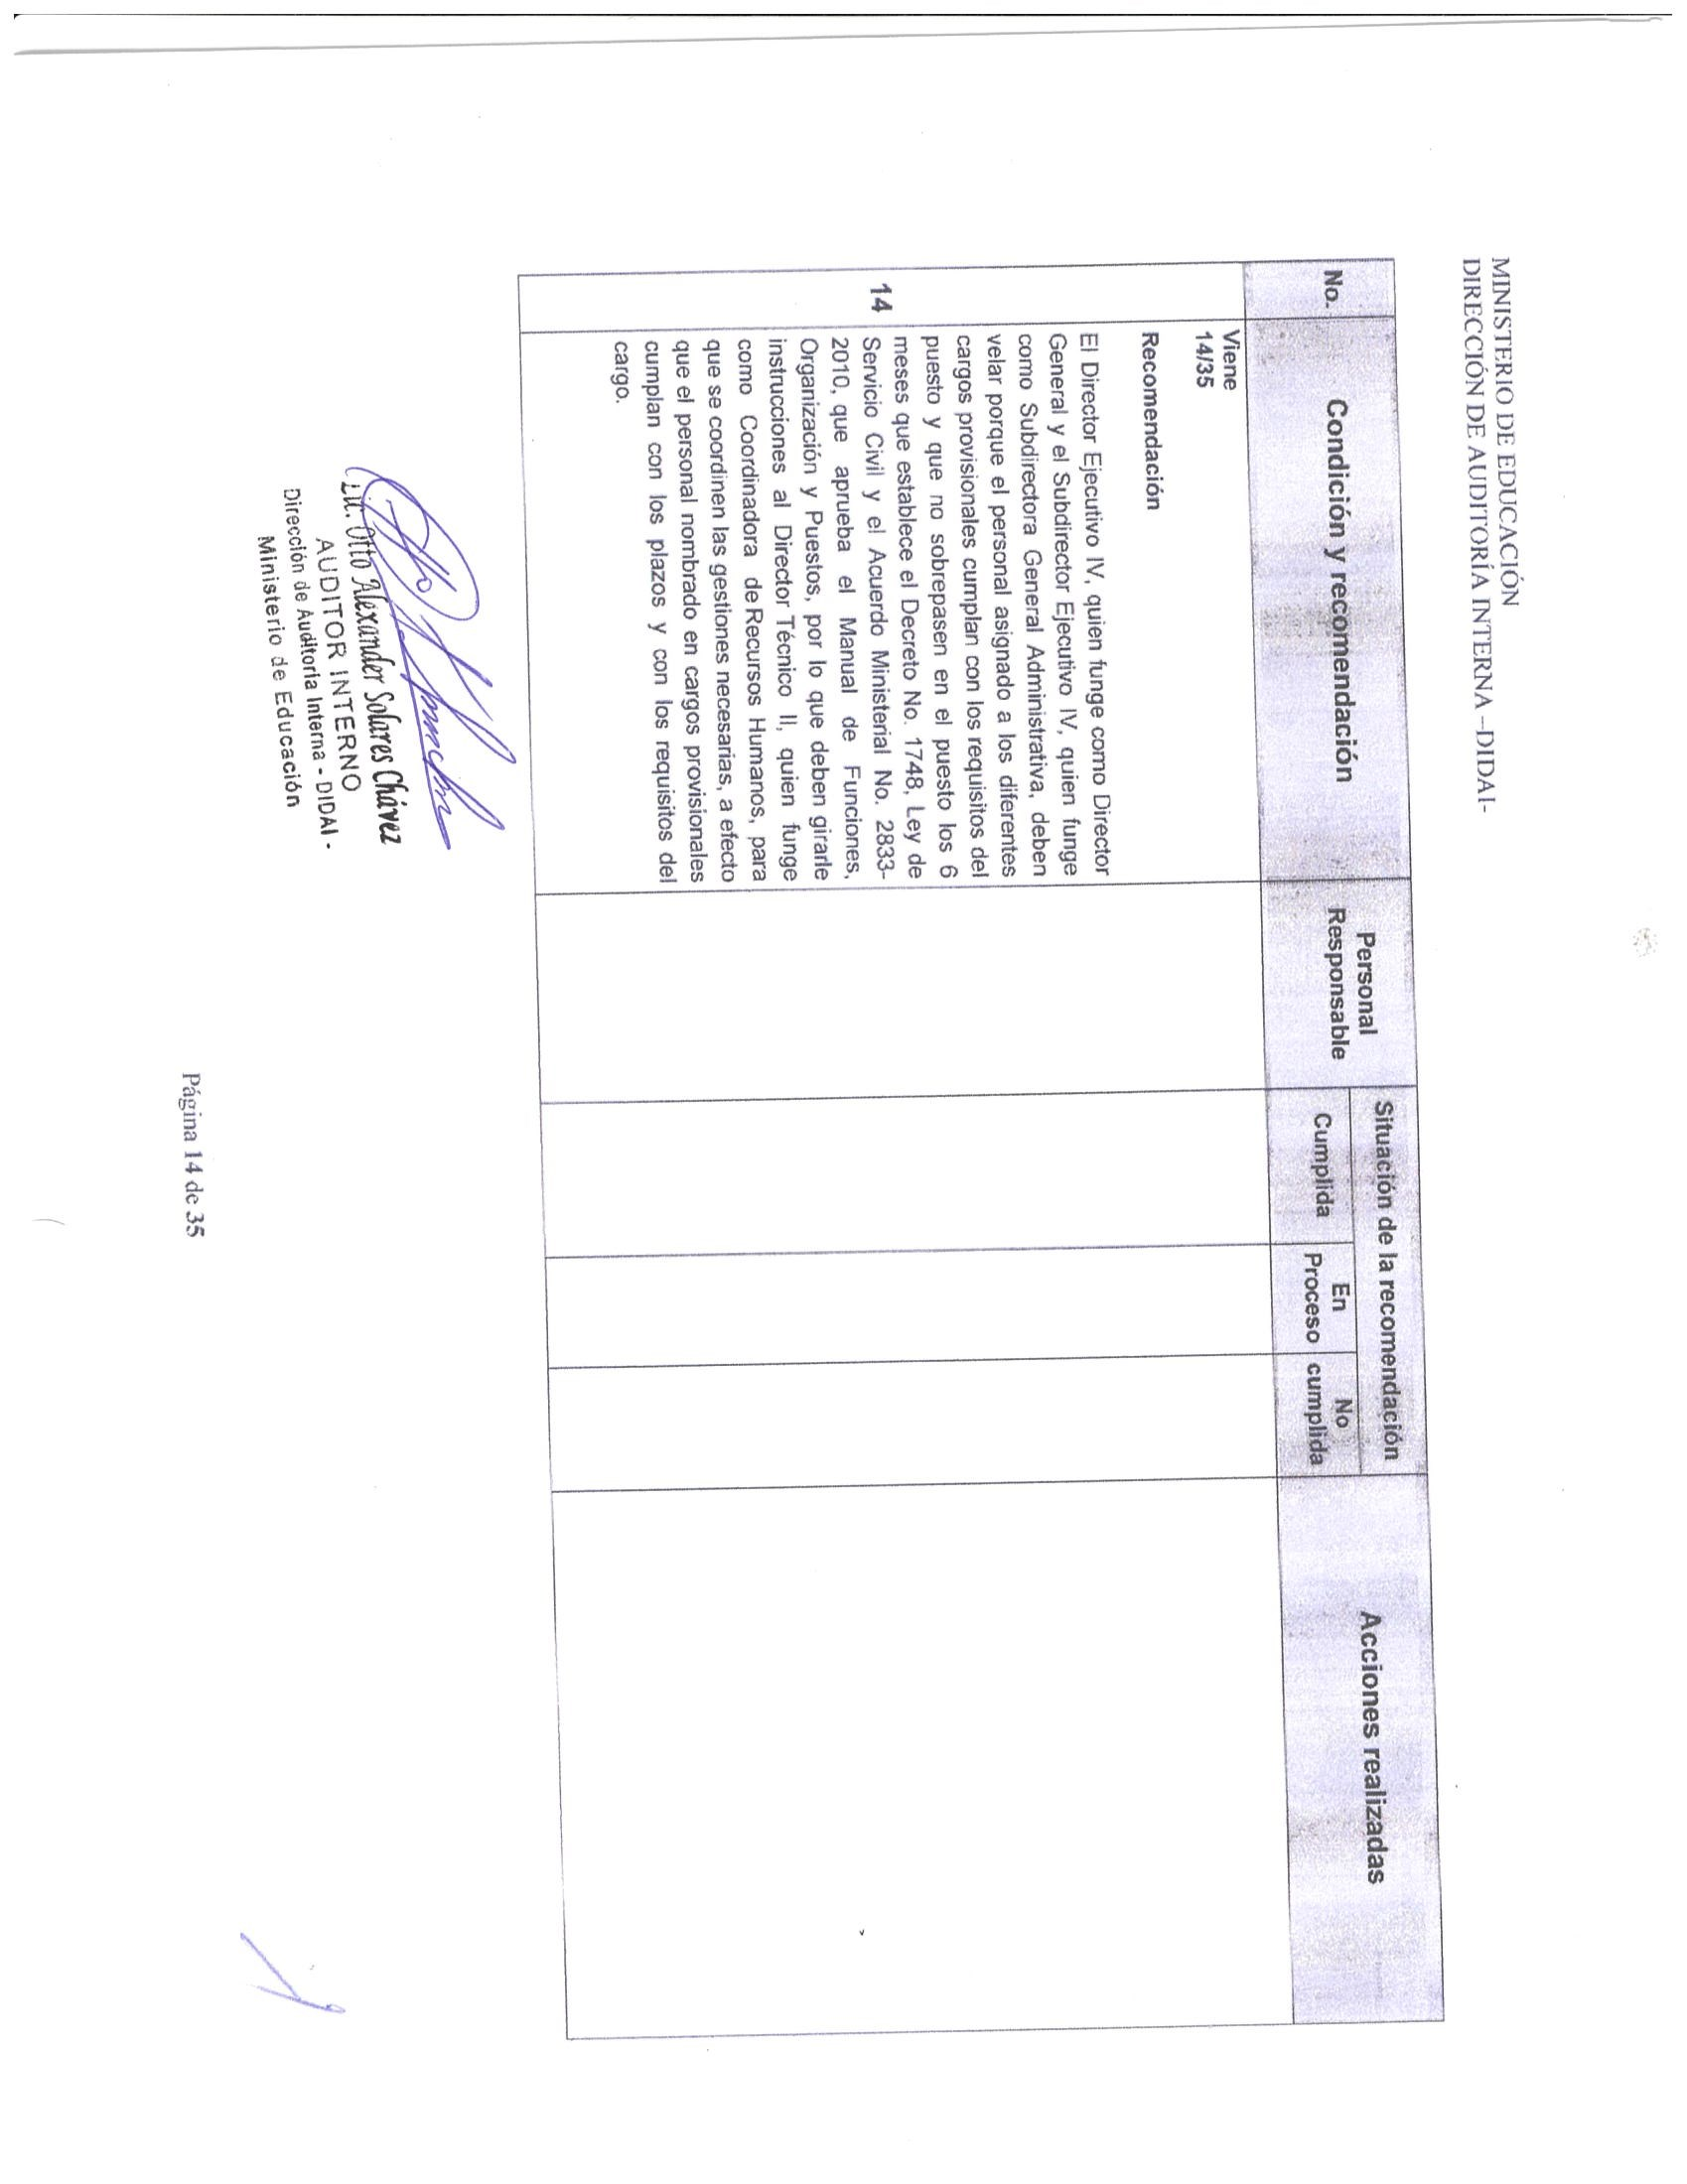 MINISTERIO DE EDUCACIÓN
DIRECCIÓN DE AUDITORÍA INTERNA –DIDAI-
No.
Condición y recomendación
Personal
Responsable
Situación de la recomendación
Cumplida
En
Proceso
No
cumplida
Acciones realizadas
Viene
14/35
Recomendación
14
El Director Ejecutivo IV, quien funge como Director
General y el Subdirector Ejecutivo IV, quien funge
como Subdirectora General Administrativa, deben
velar porque el personal asignado a los diferentes
cargos provisionales cumplan con los requisitos del
puesto y que no sobrepasen en el puesto los 6
meses que establece el Decreto No. 1748, Ley de
Servicio Civil y el Acuerdo Ministerial No. 2833-
2010, que aprueba el Manual de Funciones,
Organización y Puestos, por lo que deben girarle
instrucciones al Director Técnico II, quien funge
como Coordinadora de Recursos Humanos, para
que se coordinen las gestiones necesarias, a efecto
que el personal nombrado en cargos provisionales
cumplan con los plazos y con los requisitos del
cargo.
Lic. Otto Alexander Solares Chávez
AUDITOR INTERNO
Dirección de Auditoría Interna - DIDAI -
Ministerio de Educación
Página 14 de 35